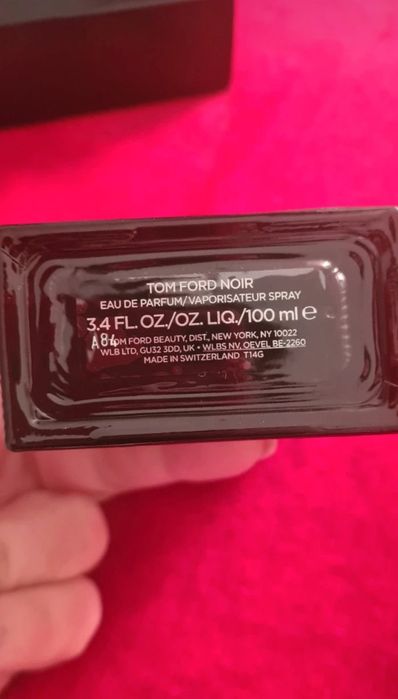 TOM FORD NOIR
EAU DE PARFUM/VAPORISATEUR SPRAY
3.4 FL. OZ./OZ. LIQ./100 ml ℮
A84 TOM FORD BEAUTY, DIST., NEW YORK, NY 10022
WLB LTD, GU32 3DD, UK • WLBS NV. OEVEL BE-2260
MADE IN SWITZERLAND T14G